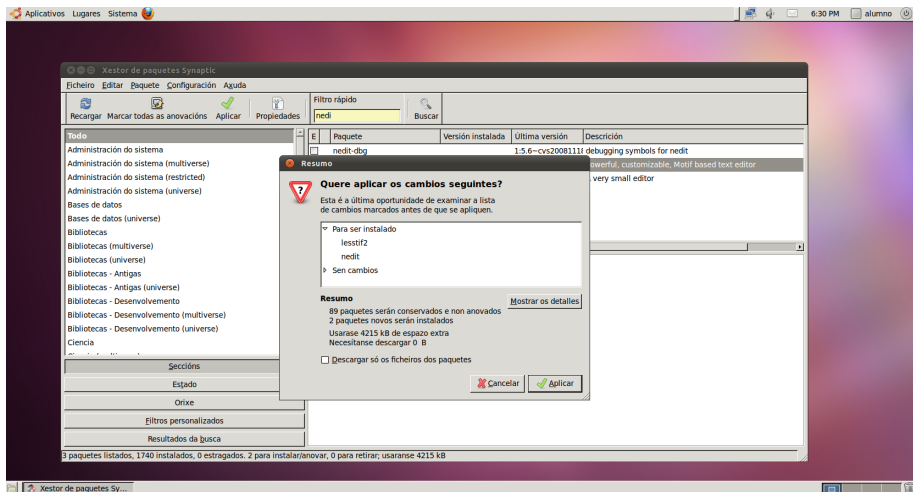 Aplicativos Lugares Sistema
6:30 PM alumno
Xestor de paquetes Synaptic
Ficheiro Editar Paquete Configuración Axuda
Recargar Marcar todas as anovacións Aplicar Propiedades
Filtro rápido
nedi
Buscar
Todo
Administración do sistema
Administración do sistema (multiverse)
Administración do sistema (restricted)
Administración do sistema (universe)
Bases de datos
Bases de datos (universe)
Bibliotecas
Bibliotecas (multiverse)
Bibliotecas (universe)
Bibliotecas - Antigas
Bibliotecas - Antigas (universe)
Bibliotecas - Desenvolvemento
Bibliotecas - Desenvolvemento (multiverse)
Bibliotecas - Desenvolvemento (universe)
Ciencia
Seccións
Estado
Orixe
Filtros personalizados
Resultados da busca
E Paquete Versión instalada Última versión Descrición
nedit-dbg 1:5.6~cvs20081118 debugging symbols for nedit
powerful, customizable, Motif based text editor
very small editor
Resumo
Quere aplicar os cambios seguintes?
Esta é a última oportunidade de examinar a lista
de cambios marcados antes de que se apliquen.
Para ser instalado
lesstif2
nedit
Sen cambios
Resumo
Mostrar os detalles
89 paquetes serán conservados e non anovados
2 paquetes novos serán instalados
Usarase 4215 kB de espazo extra
Necesítanse descargar 0 B
Descargar só os ficheiros dos paquetes
Cancelar Aplicar
3 paquetes listados, 1740 instalados, 0 estragados. 2 para instalar/anovar, 0 para retirar; usaranse 4215 kB
Xestor de paquetes Sy...